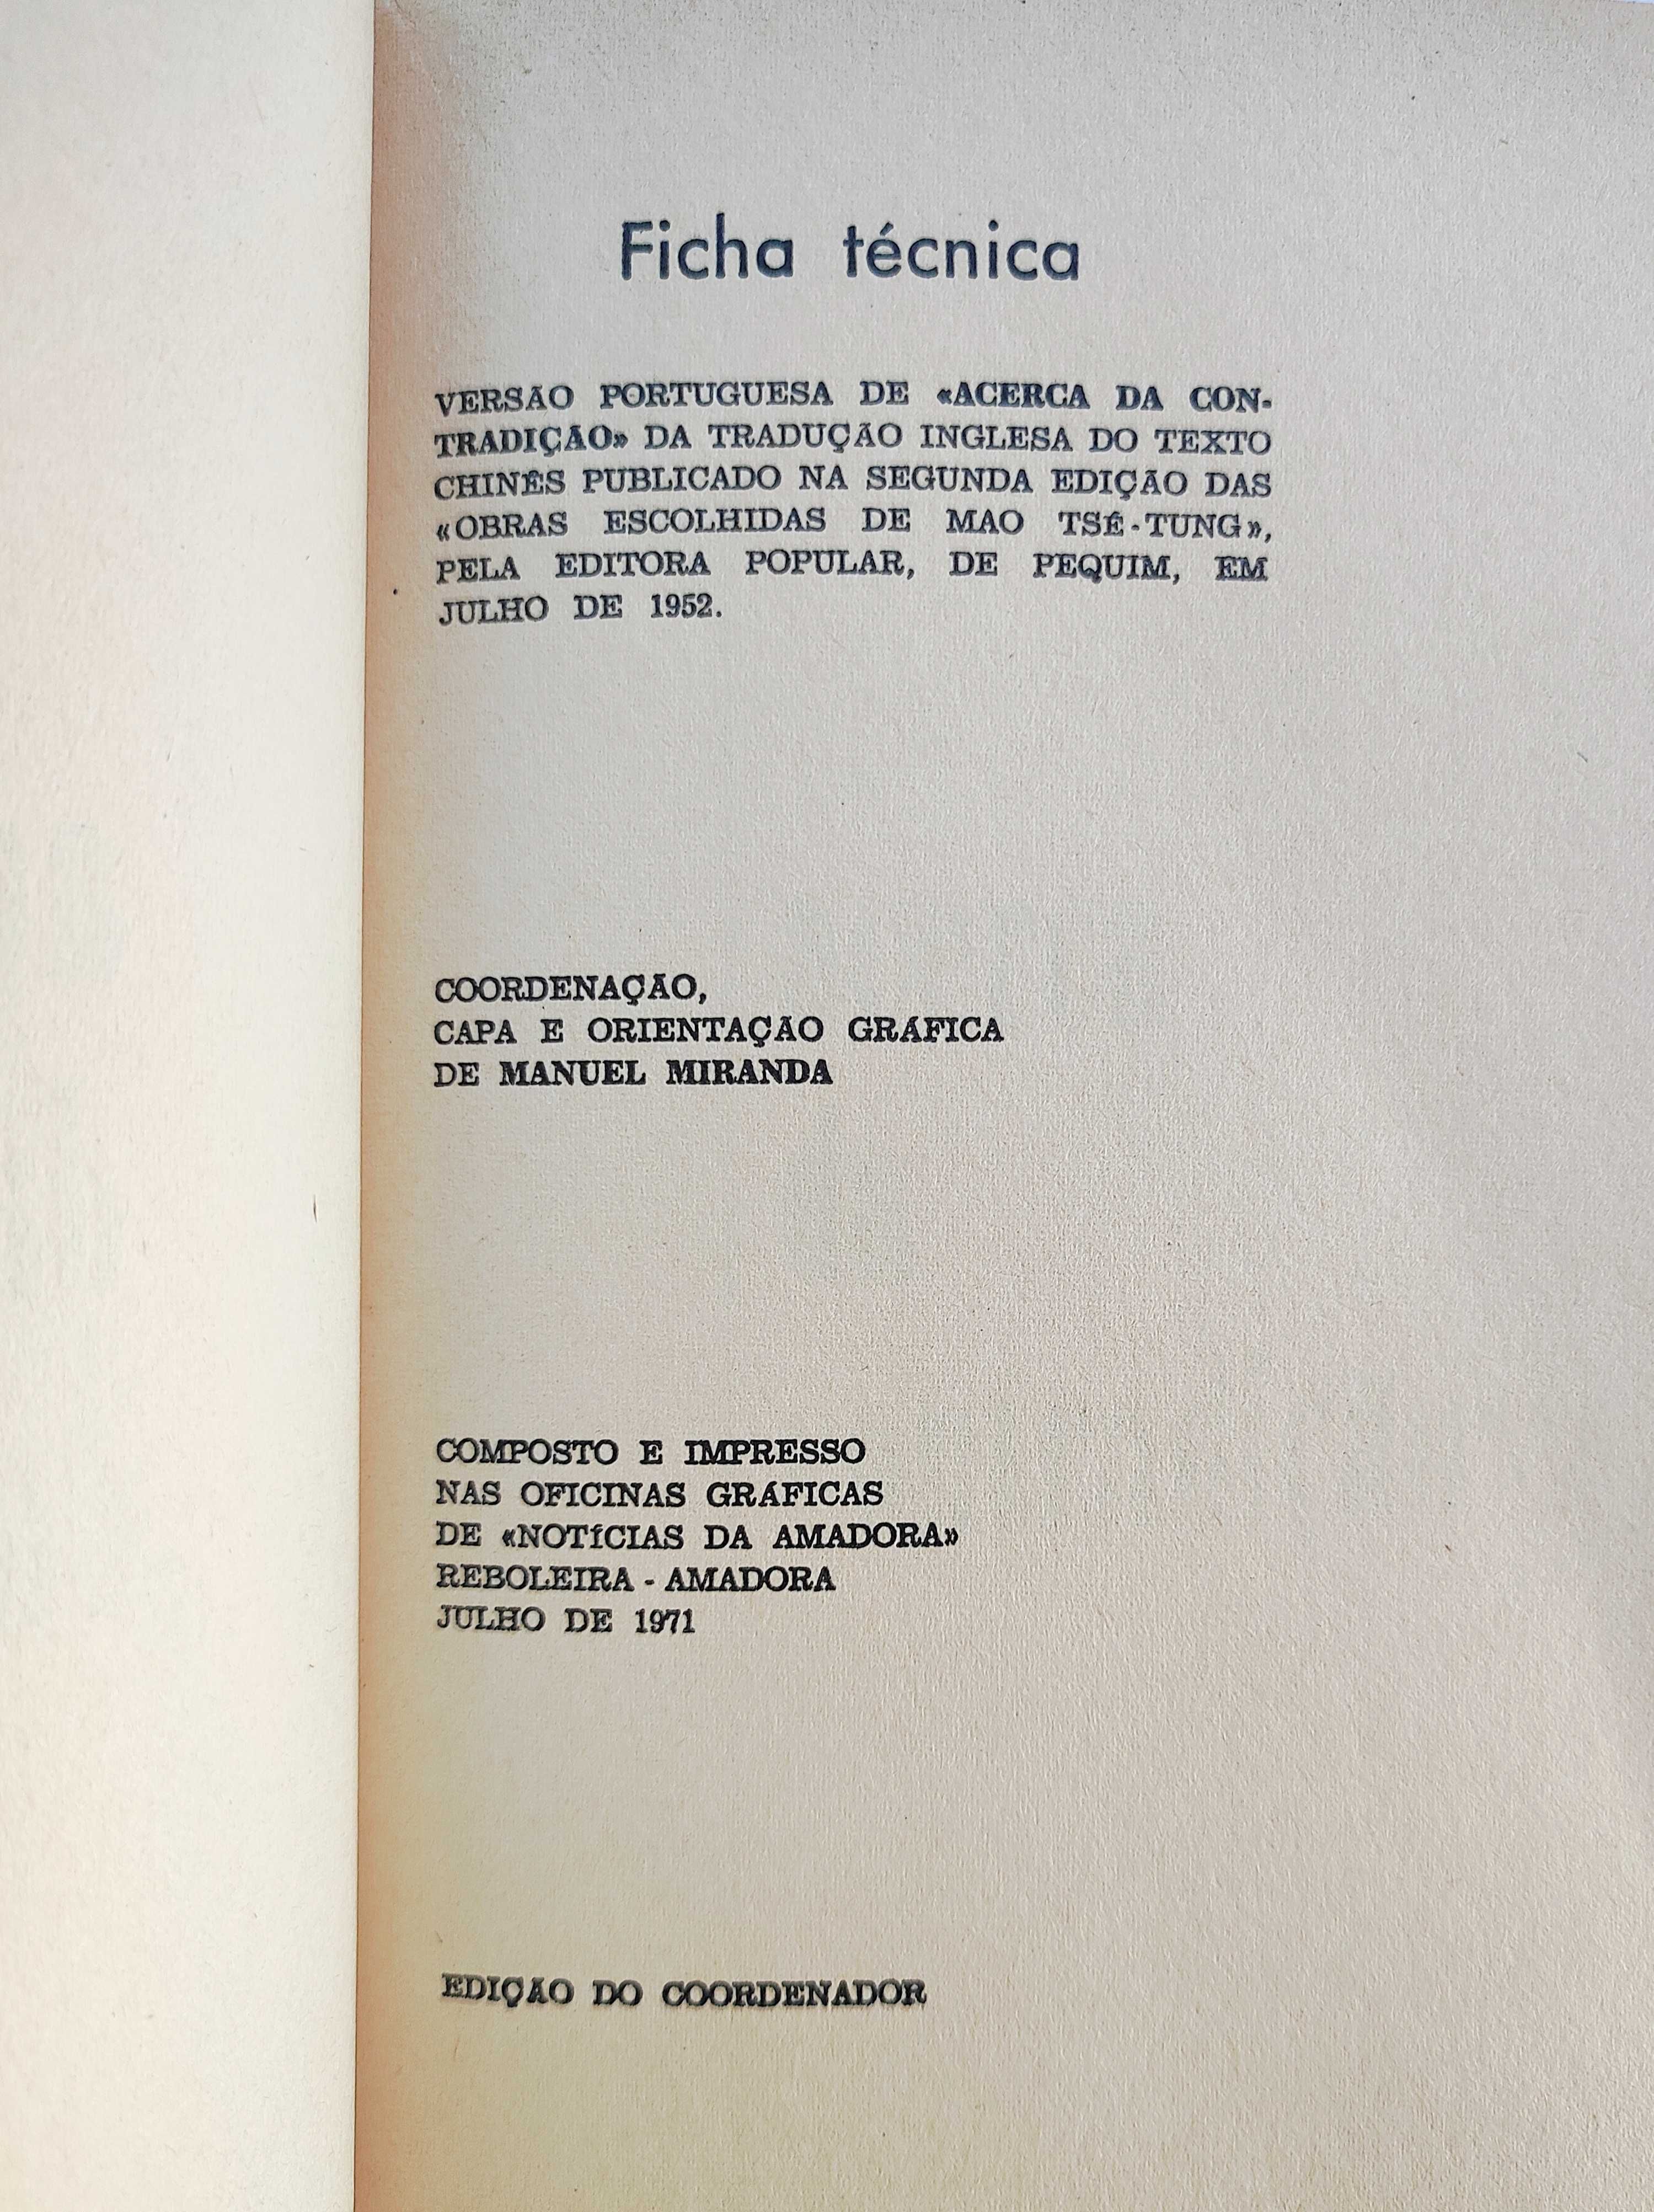 Ficha técnica
VERSÃO PORTUGUESA DE «ACERCA DA CON-
TRADIÇÃO» DA TRADUÇÃO INGLESA DO TEXTO
CHINÊS PUBLICADO NA SEGUNDA EDIÇÃO DAS
«OBRAS ESCOLHIDAS DE MAO TSÉ-TUNG»,
PELA EDITORA POPULAR, DE PEQUIM, EM
JULHO DE 1952.
COORDENAÇÃO,
CAPA E ORIENTAÇÃO GRÁFICA
DE MANUEL MIRANDA
COMPOSTO E IMPRESSO
NAS OFICINAS GRÁFICAS
DE «NOTíCIAS DA AMADORA»
REBOLEIRA - AMADORA
JULHO DE 1971
EDIÇÃO DO COORDENADOR